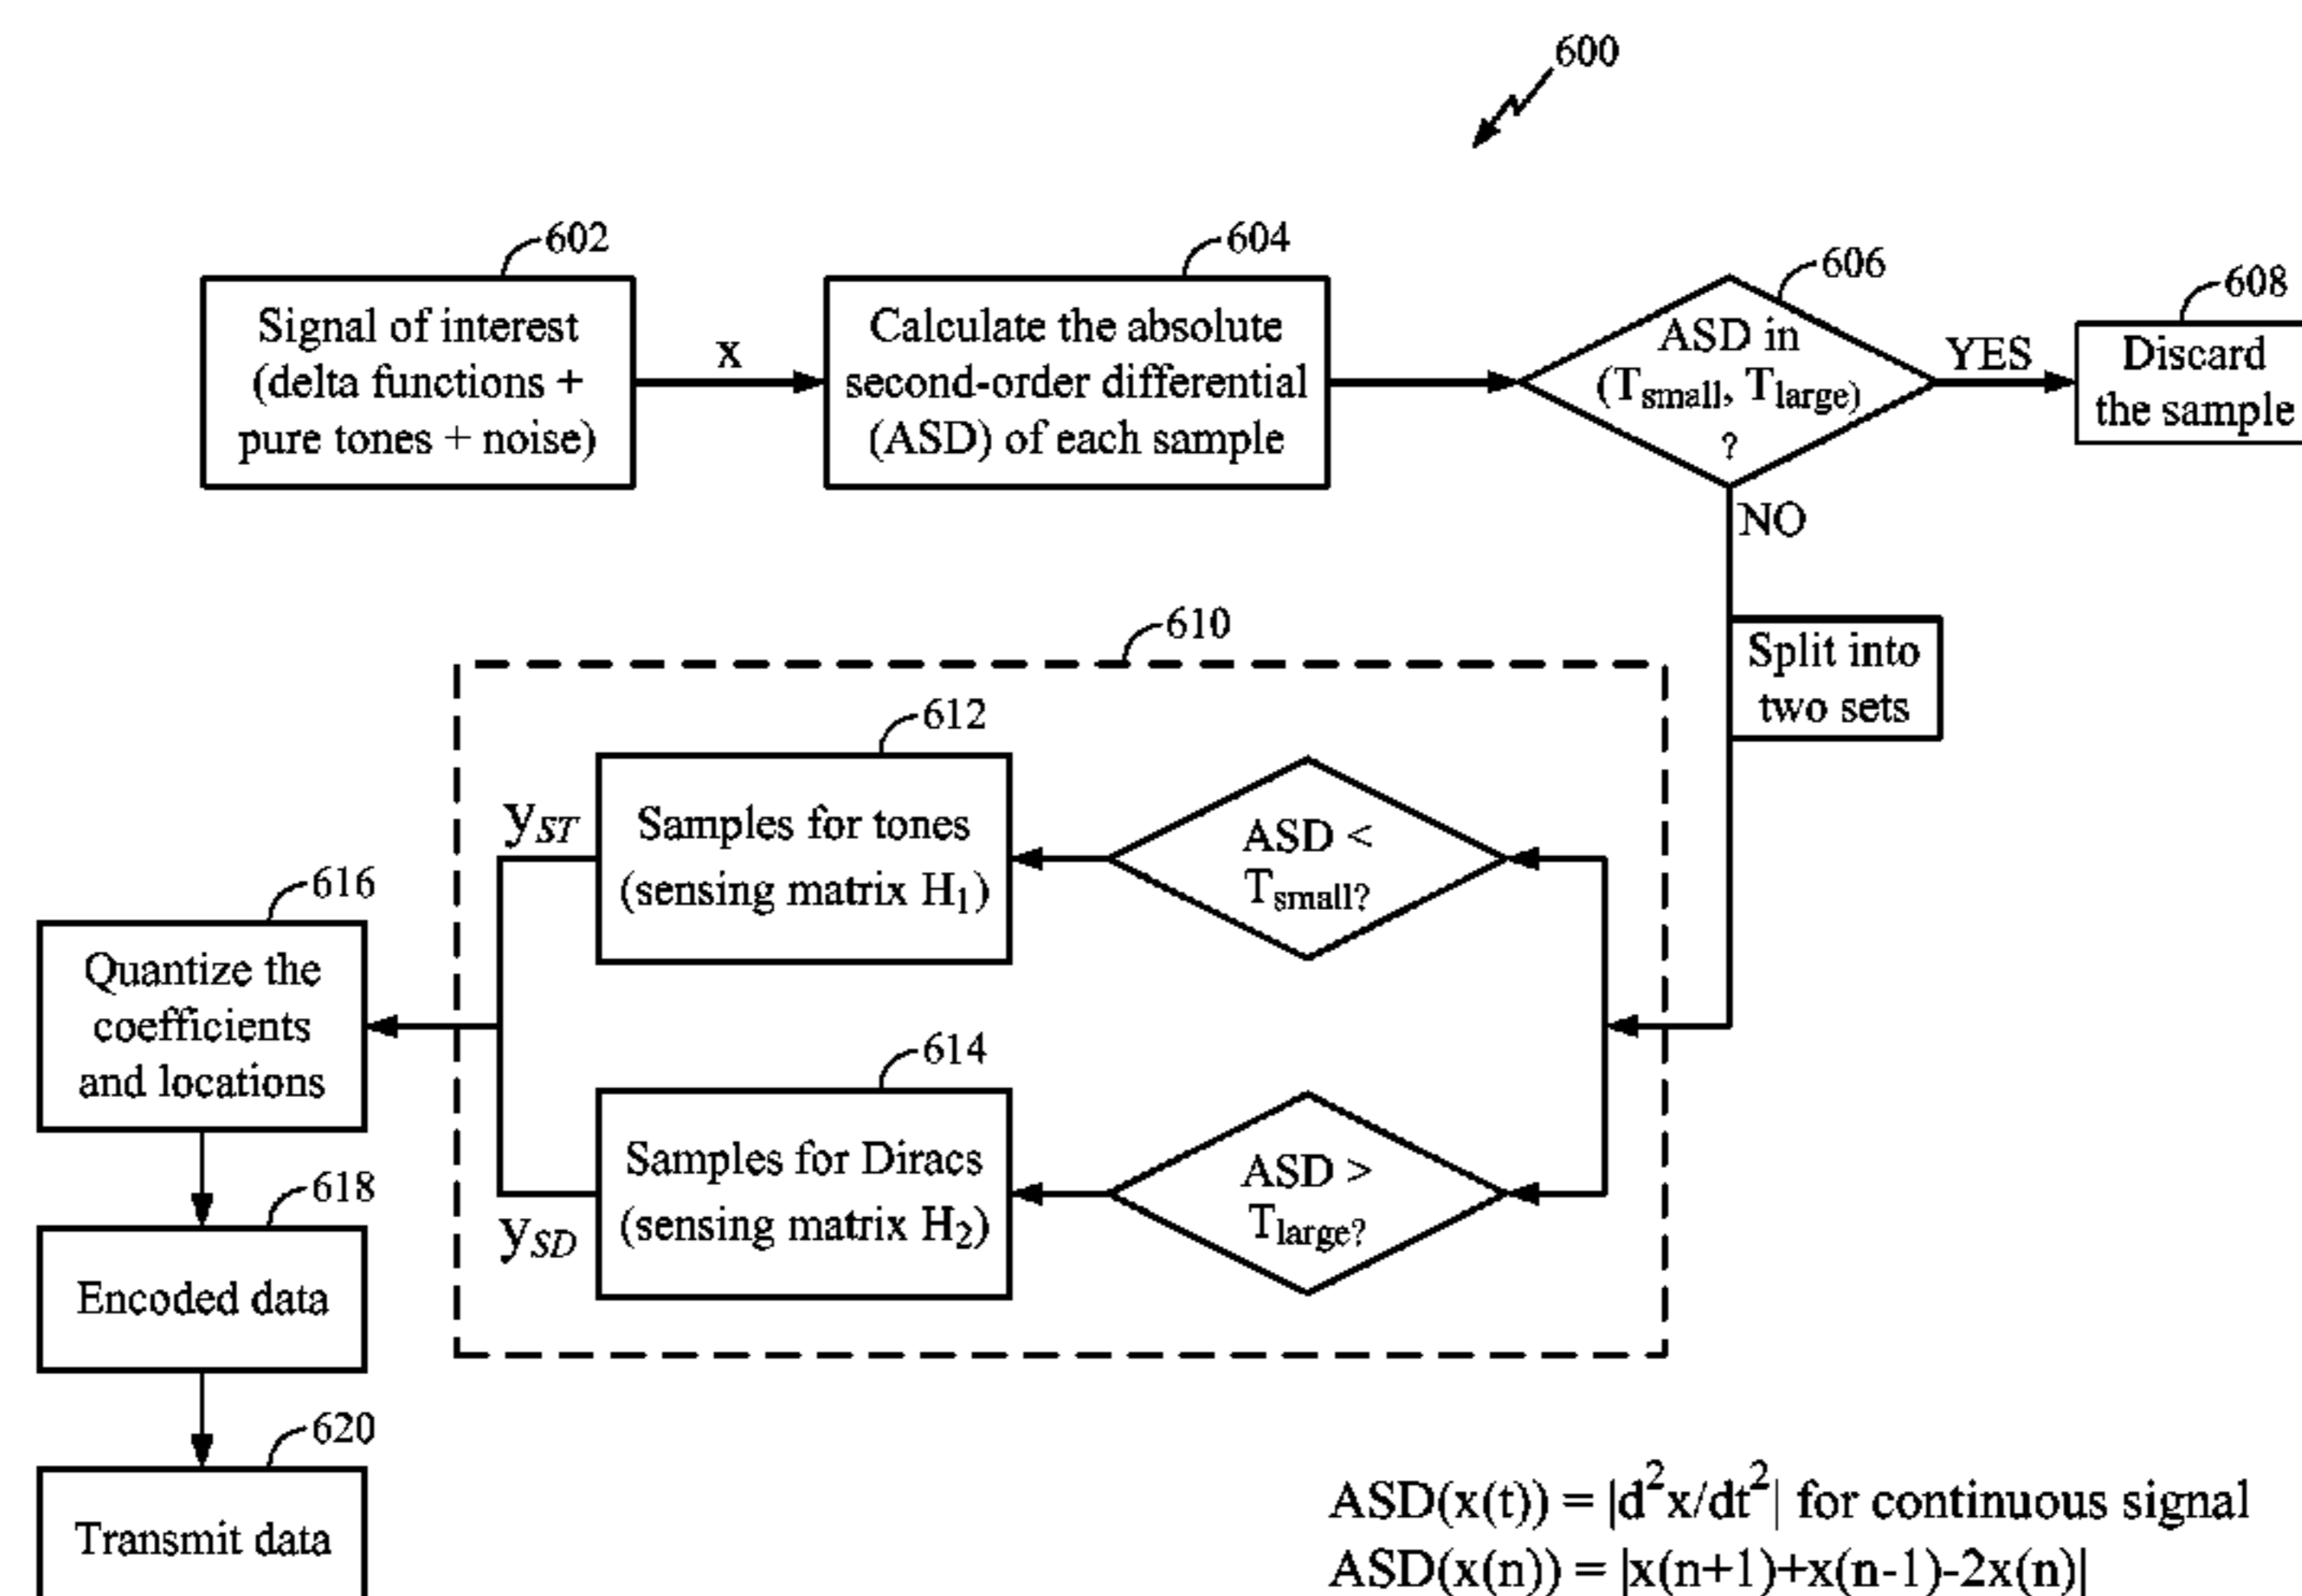 600
602
Signal of interest
(delta functions +
pure tones + noise)
x
604
Calculate the absolute
second-order differential
(ASD) of each sample
606
ASD in
(Tsmall, Tlarge)
?
YES
608
Discard
the sample
NO
Split into
two sets
610
612
Samples for tones
(sensing matrix H1)
yST
ASD <
Tsmall?
614
Samples for Diracs
(sensing matrix H2)
ySD
ASD >
Tlarge?
616
Quantize the
coefficients
and locations
618
Encoded data
620
Transmit data
ASD(x(t)) = |d²x/dt²| for continuous signal
ASD(x(n)) = |x(n+1)+x(n-1)-2x(n)|